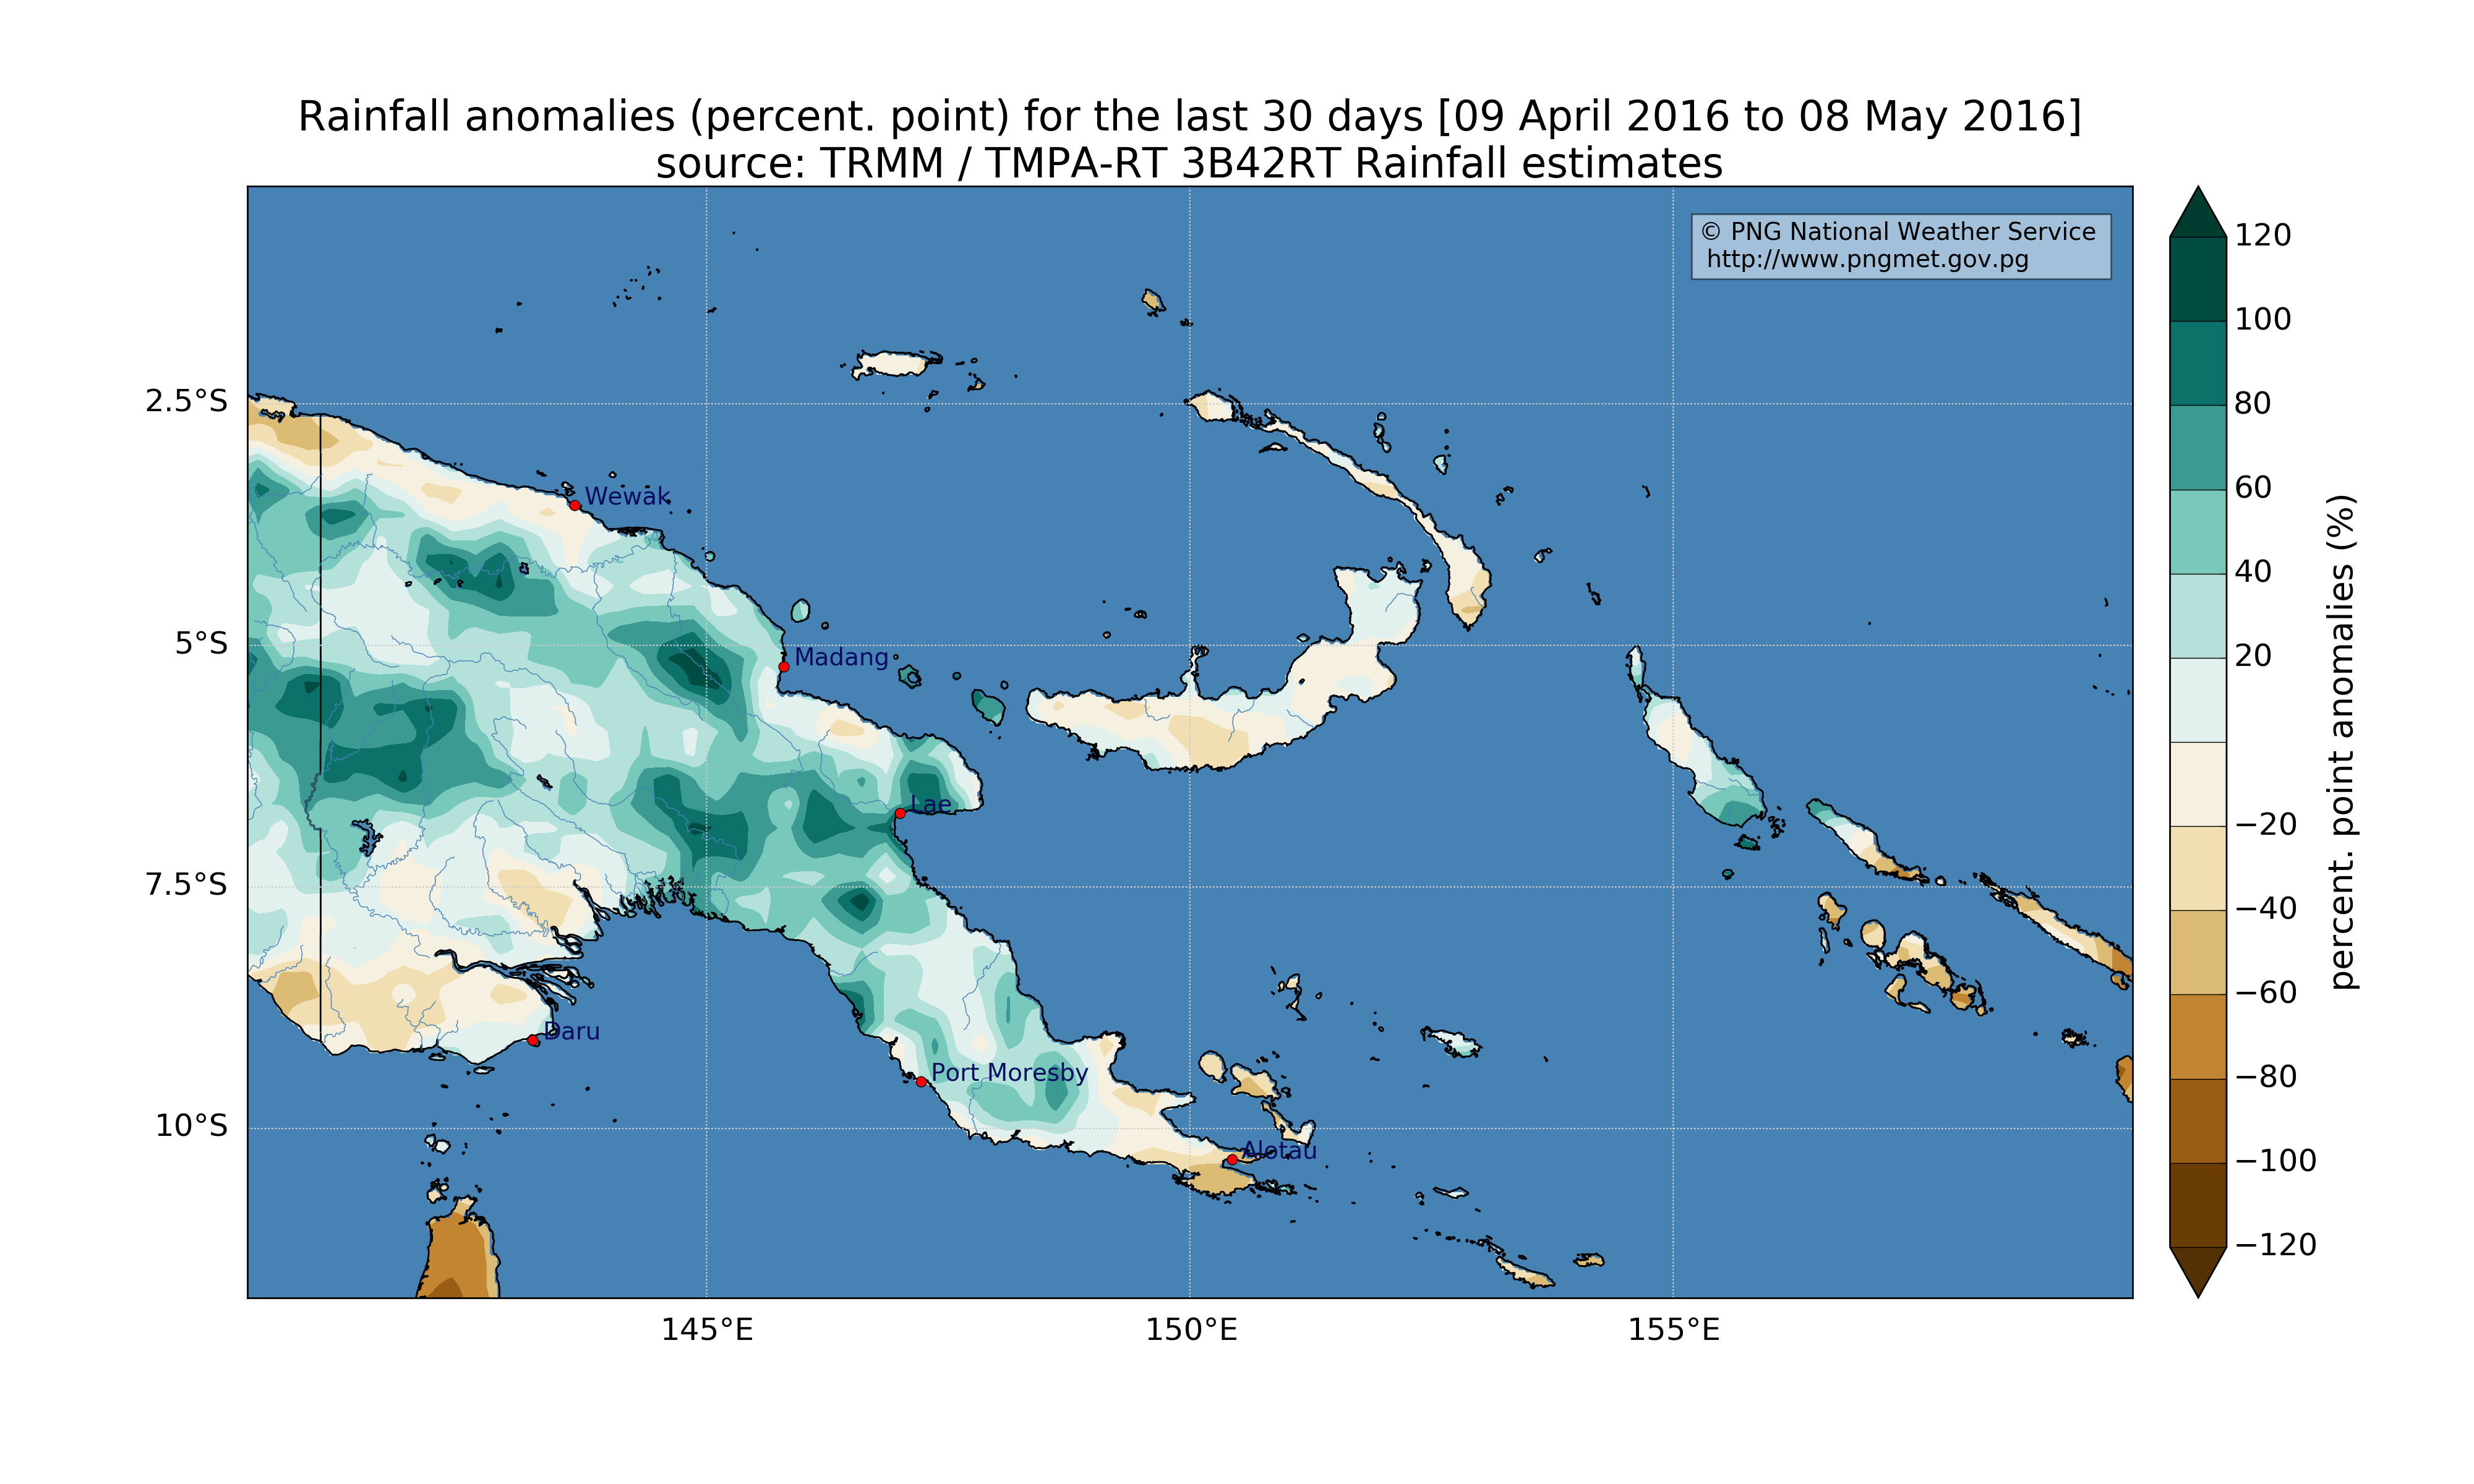 Rainfall anomalies (percent. point) for the last 30 days [09 April 2016 to 08 May 2016]
source: TRMM / TMPA-RT 3B42RT Rainfall estimates
© PNG National Weather Service
http://www.pngmet.gov.pg
120
100
80
60
40
20
−20
−40
−60
−80
−100
−120
percent. point anomalies (%)
2.5°S
5°S
7.5°S
10°S
Wewak
Madang
Lae
Daru
Port Moresby
Alotau
145°E
150°E
155°E